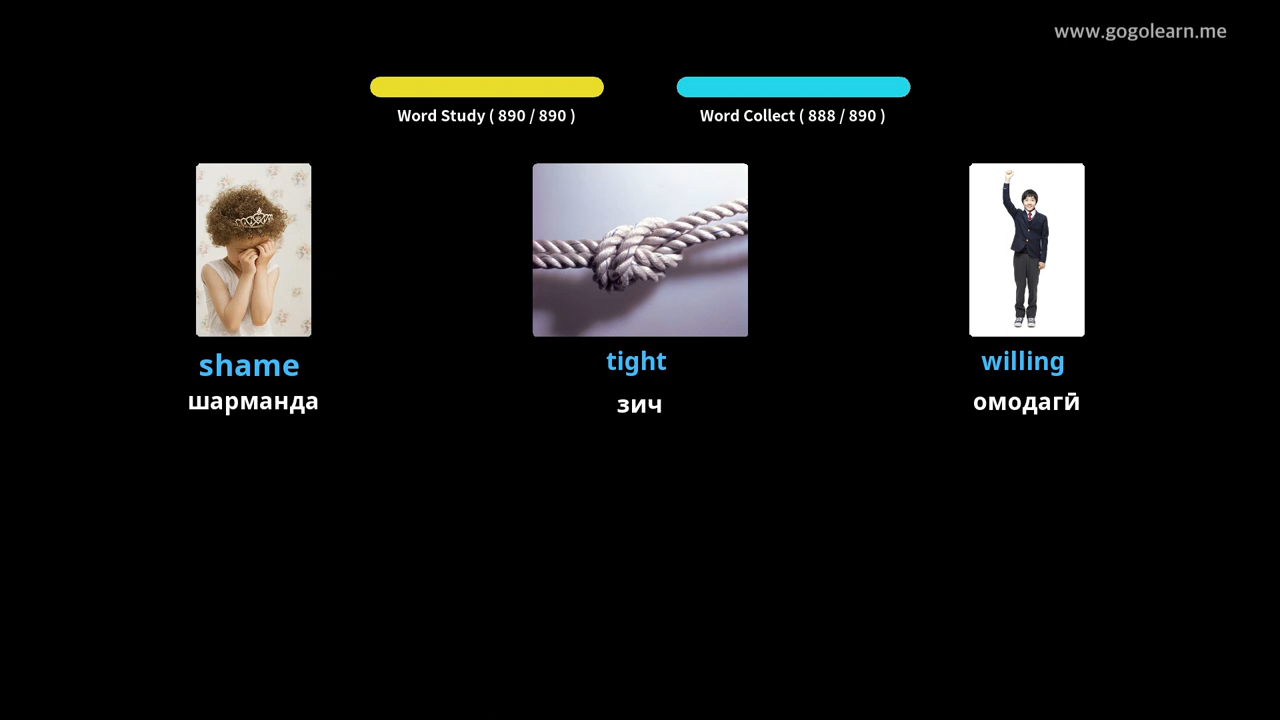 www.gogolearn.me
Word Study ( 890 / 890 )
Word Collect ( 888 / 890 )
shame
шарманда
tight
зич
willing
омодагӣ